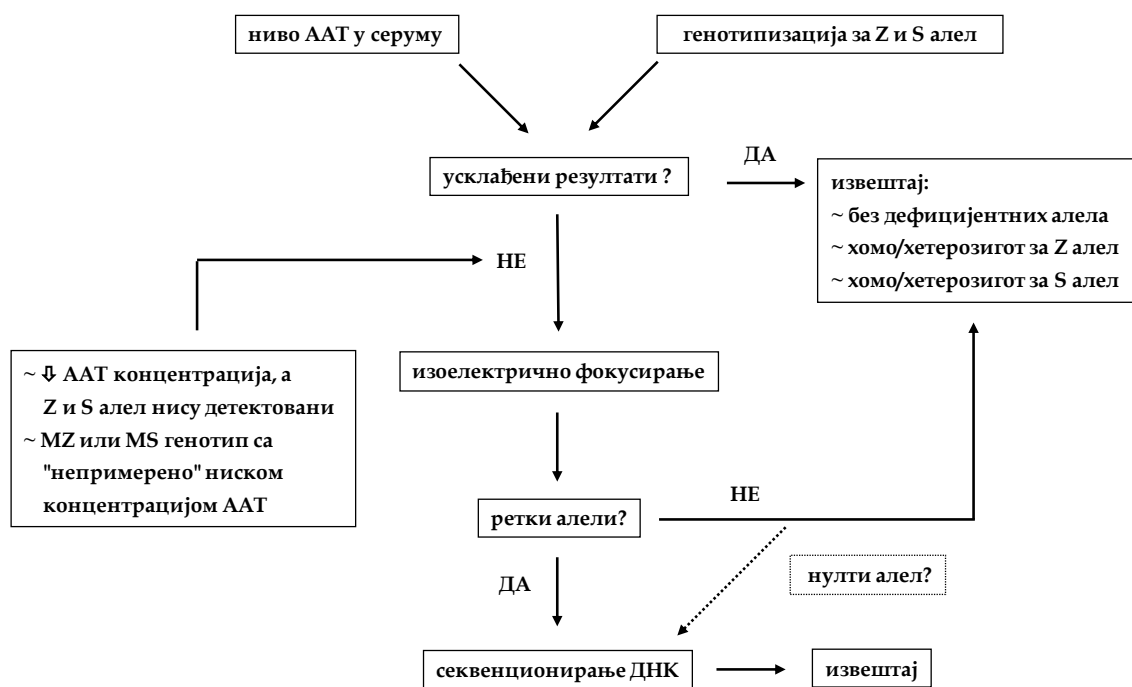 ниво ААТ у серуму
генотипизација за Z и S алел
усклађени резултати ?
ДА
извештај:
~ без дефицијентних алела
~ хомо/хетерозигот за Z алел
~ хомо/хетерозигот за S алел
НЕ
~ ⇩ ААТ концентрација, а
Z и S алел нису детектовани
~ MZ или MS генотип са
"непримерено" ниском
концентрацијом ААТ
изоелектрично фокусирање
ретки алели?
НЕ
ДА
нулти алел?
секвенционирање ДНК
извештај